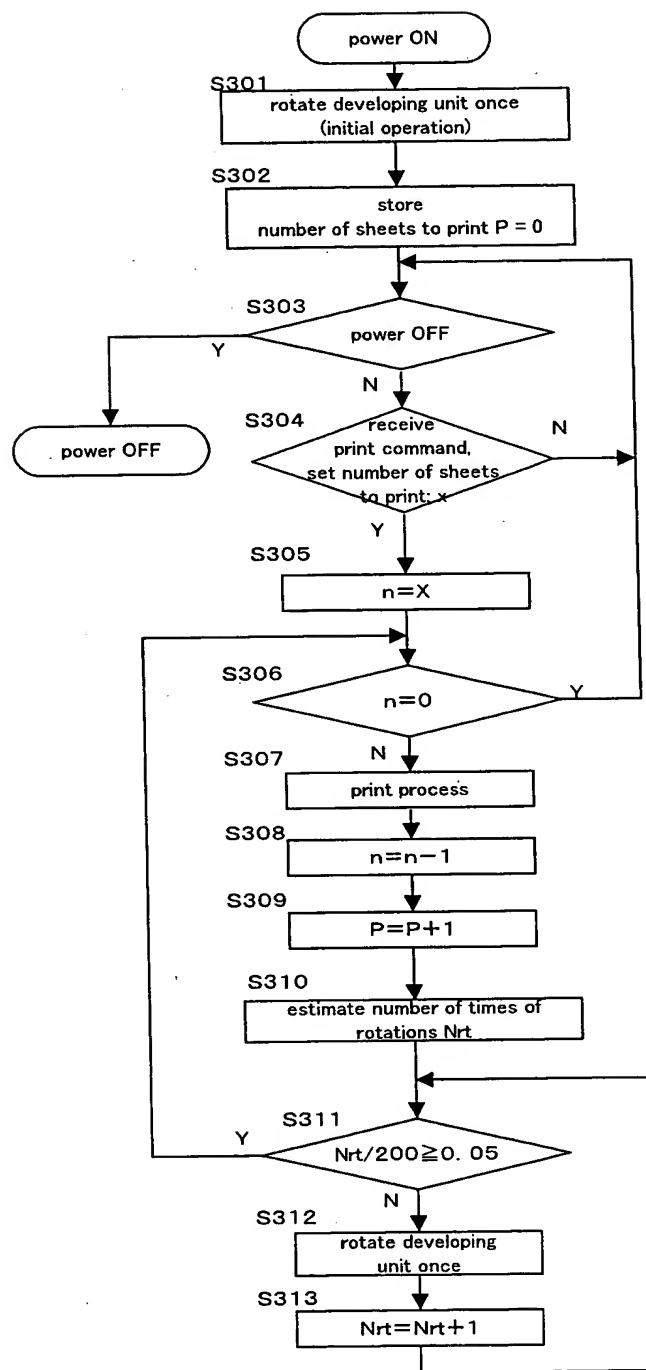 power ON
S301
rotate developing unit once
(initial operation)
S302
store
number of sheets to print P = 0
S303
power OFF
Y
N
power OFF
S304
receive
print command,
set number of sheets
to print: x
N
Y
S305
n=X
S306
n=0
Y
N
S307
print process
S308
n=n-1
S309
P=P+1
S310
estimate number of times of
rotations Nrt
S311
Y
Nrt/200≧0. 05
N
S312
rotate developing
unit once
S313
Nrt=Nrt+1